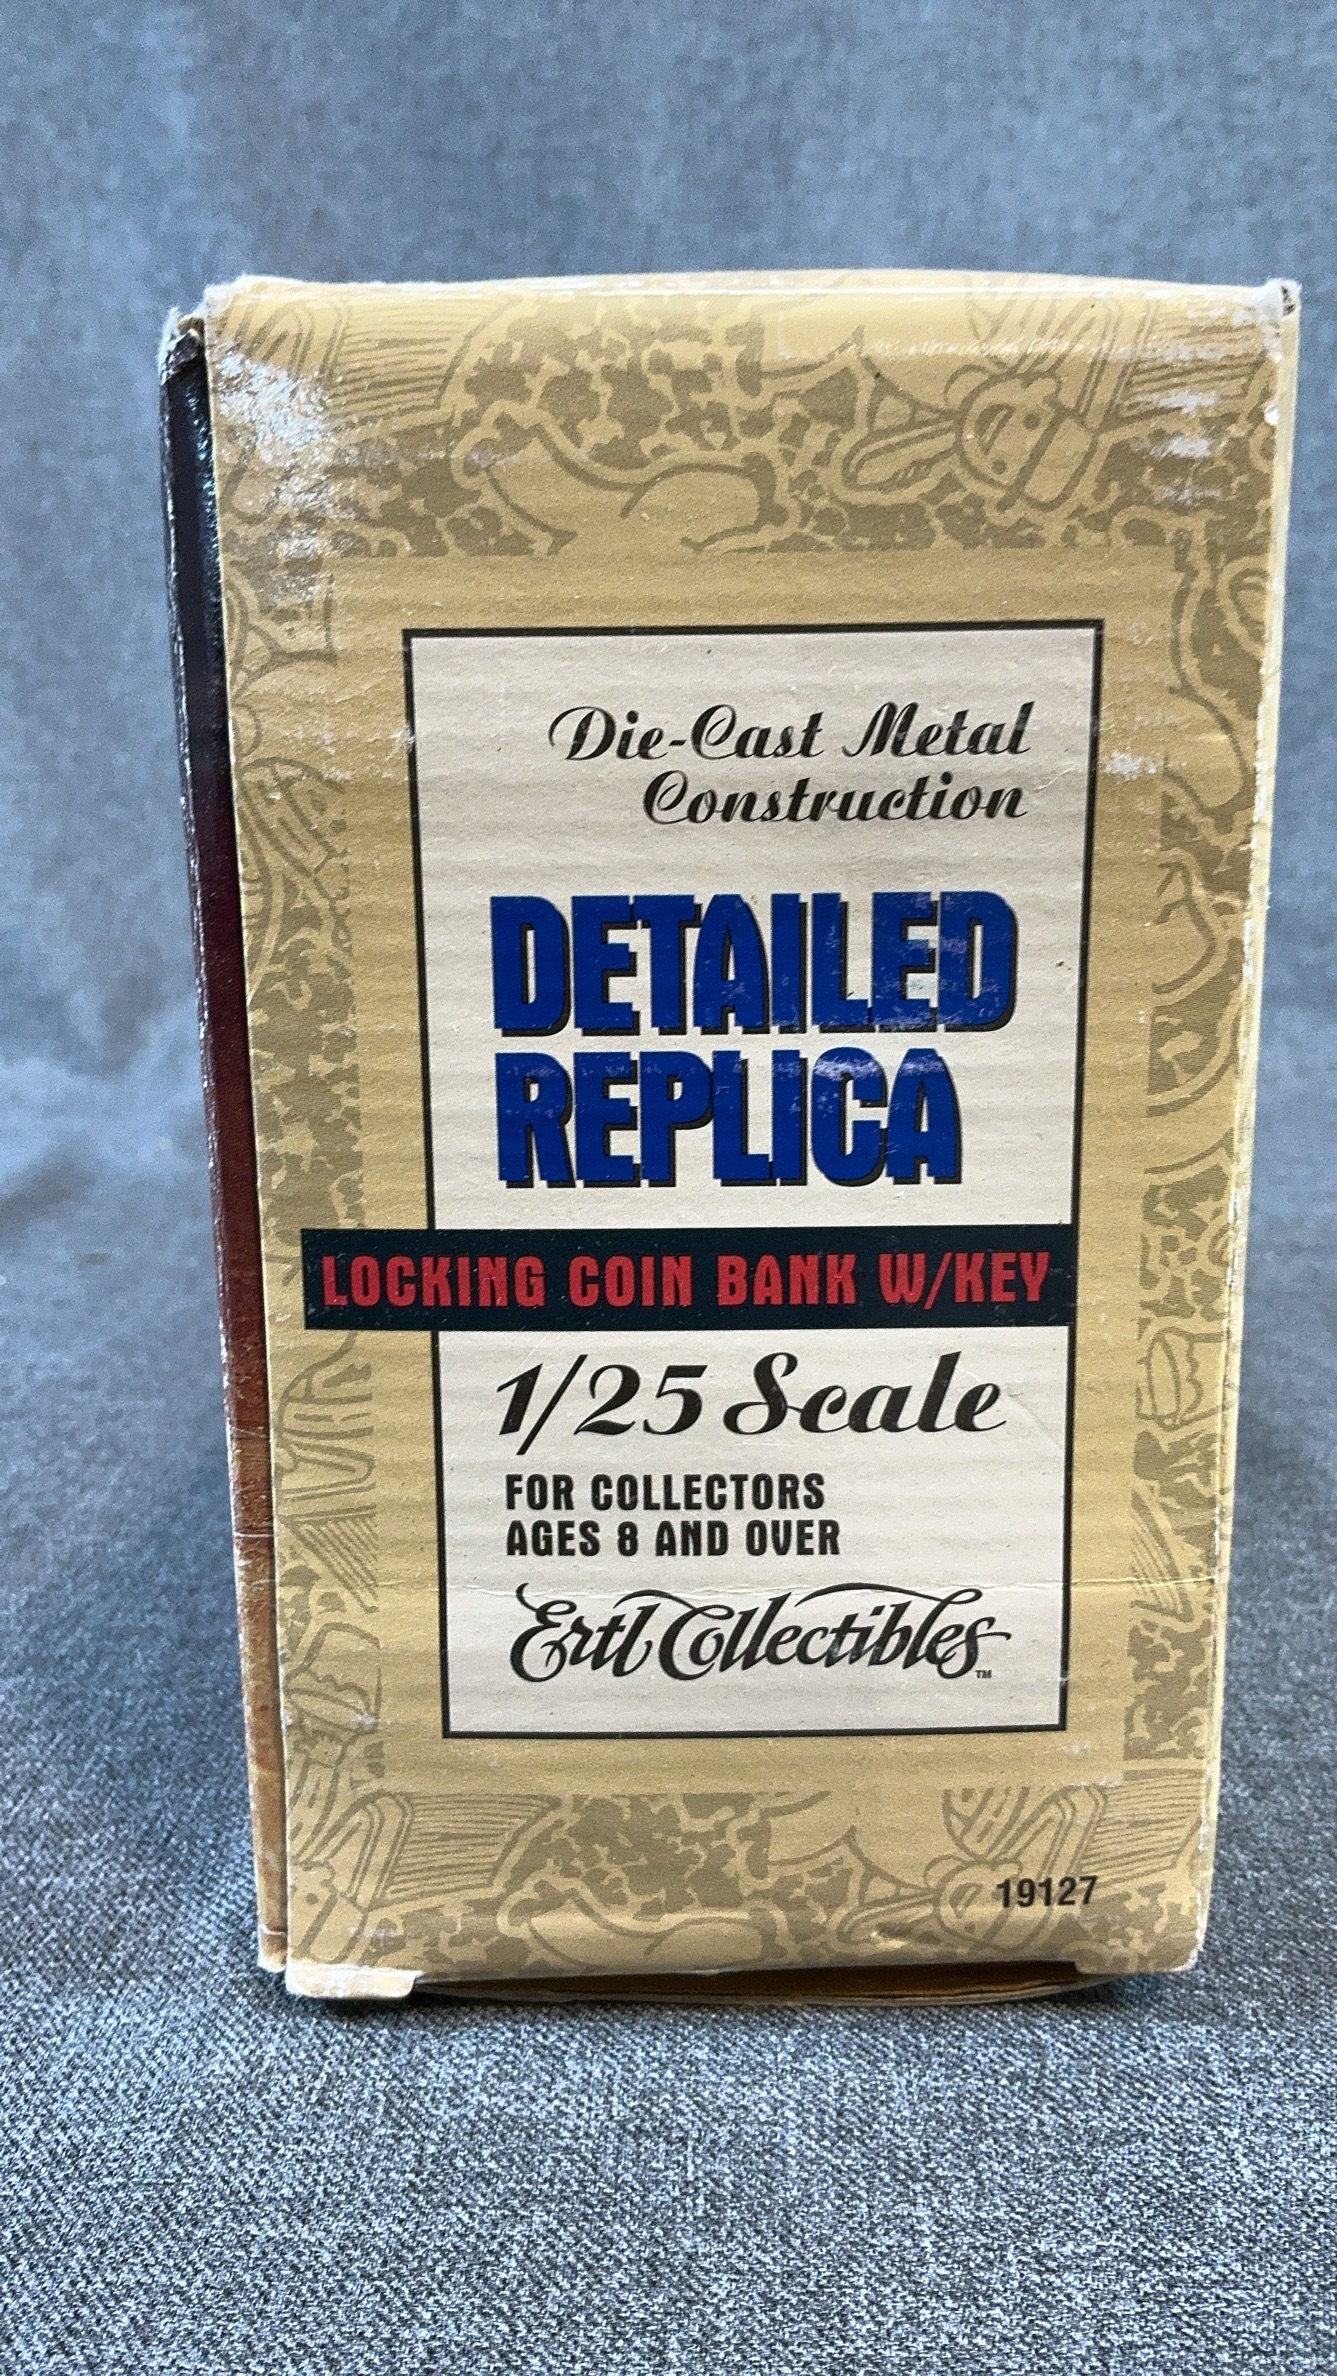 Die-Cast Metal
Construction
DETAILED
REPLICA
LOCKING COIN BANK W/KEY
1/25 Scale
FOR COLLECTORS
AGES 8 AND OVER
Ertl Collectibles™
19127